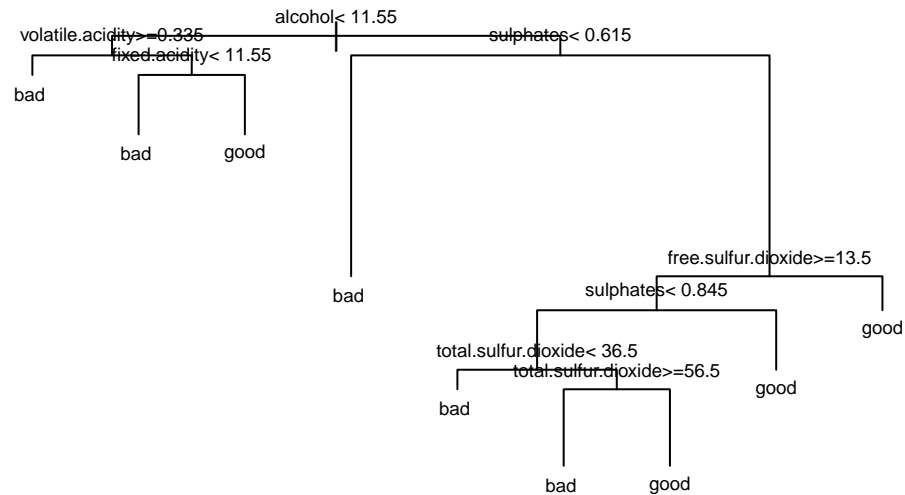 alcohol< 11.55
volatile.acidity>=0.335
sulphates< 0.615
fixed.acidity< 11.55
bad
bad
good
free.sulfur.dioxide>=13.5
sulphates< 0.845
bad
good
total.sulfur.dioxide< 36.5
total.sulfur.dioxide>=56.5
good
bad
bad
good